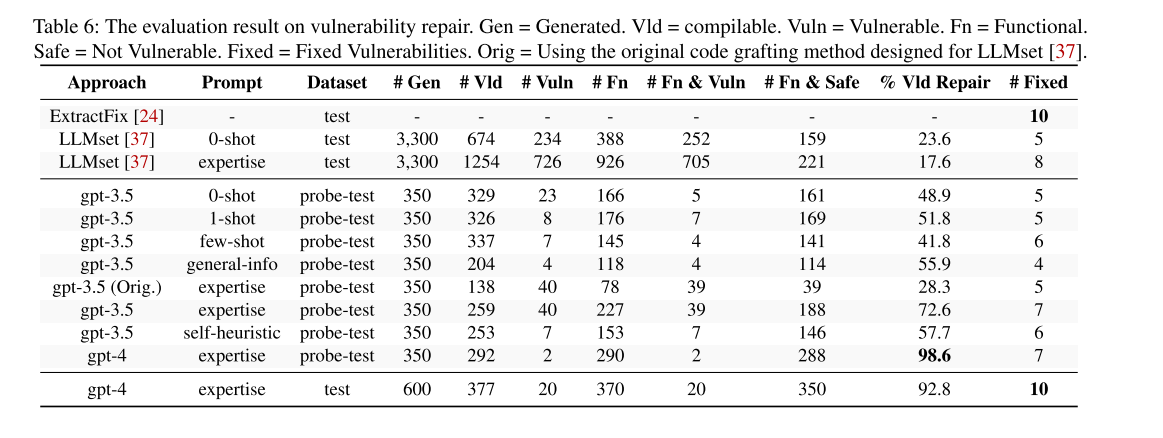 Table 6: The evaluation result on vulnerability repair. Gen = Generated. Vld = compilable. Vuln = Vulnerable. Fn = Functional.
Safe = Not Vulnerable. Fixed = Fixed Vulnerabilities. Orig = Using the original code grafting method designed for LLMset [37].
Approach Prompt Dataset # Gen # Vld # Vuln # Fn # Fn & Vuln # Fn & Safe % Vld Repair # Fixed
ExtractFix [24] - test - - - - - - - 10
LLMset [37] 0-shot test 3,300 674 234 388 252 159 23.6 5
LLMset [37] expertise test 3,300 1254 726 926 705 221 17.6 8
gpt-3.5 0-shot probe-test 350 329 23 166 5 161 48.9 5
gpt-3.5 1-shot probe-test 350 326 8 176 7 169 51.8 5
gpt-3.5 few-shot probe-test 350 337 7 145 4 141 41.8 6
gpt-3.5 general-info probe-test 350 204 4 118 4 114 55.9 4
gpt-3.5 (Orig.) expertise probe-test 350 138 40 78 39 39 28.3 5
gpt-3.5 expertise probe-test 350 259 40 227 39 188 72.6 7
gpt-3.5 self-heuristic probe-test 350 253 7 153 7 146 57.7 6
gpt-4 expertise probe-test 350 292 2 290 2 288 98.6 7
gpt-4 expertise test 600 377 20 370 20 350 92.8 10